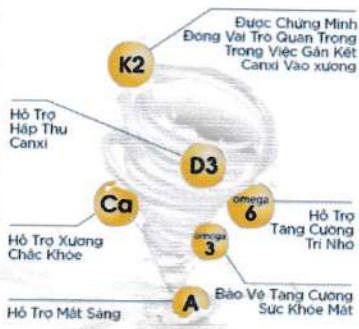 Được Chứng Minh
Đóng Vai Trò Quan Trọng
Trong Việc Gắn Kết
Canxi Vào xương
K2
Hỗ Trợ
Hấp Thu
Canxi
D3
Ca
omega
6
Hỗ Trợ Xương
Chắc Khỏe
omega
3
Hỗ Trợ
Tăng Cường
Trí Nhớ
A
Hỗ Trợ Mắt Sáng
Bảo Vệ Tăng Cường
Sức Khỏe Mắt